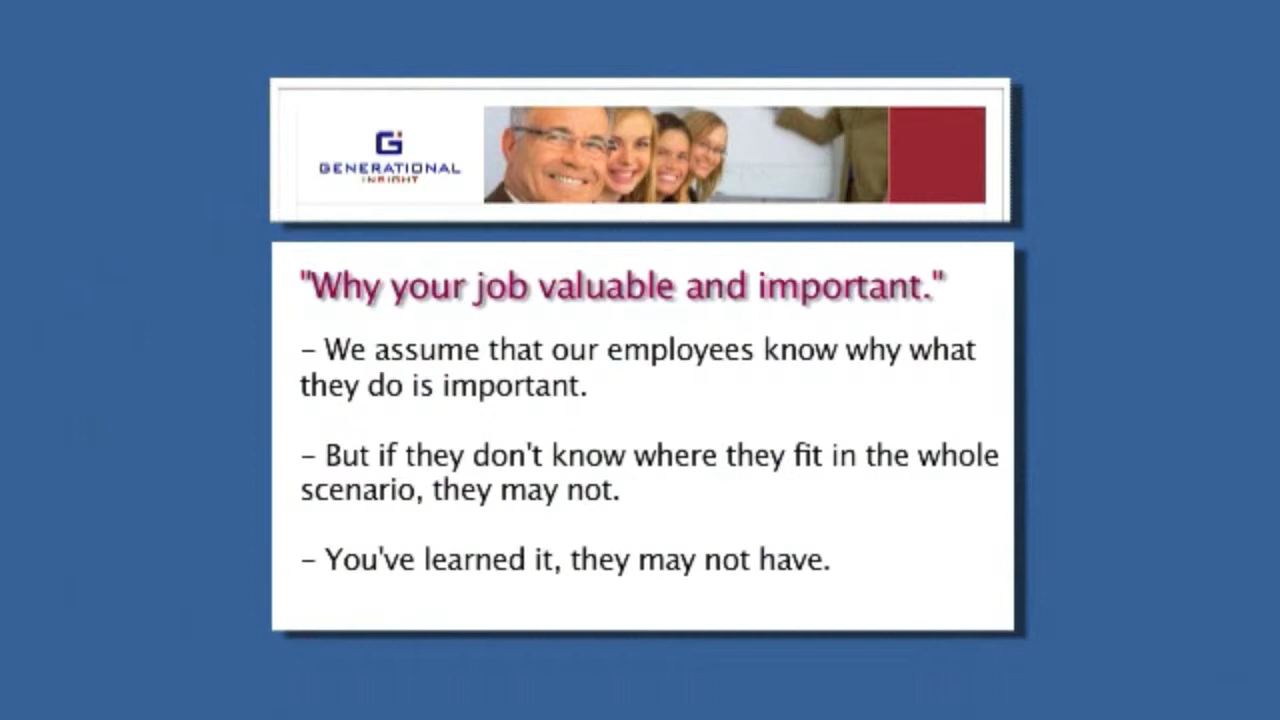 GENERATIONAL
INSIGHT
"Why your job valuable and important."
– We assume that our employees know why what
they do is important.
– But if they don't know where they fit in the whole
scenario, they may not.
– You've learned it, they may not have.